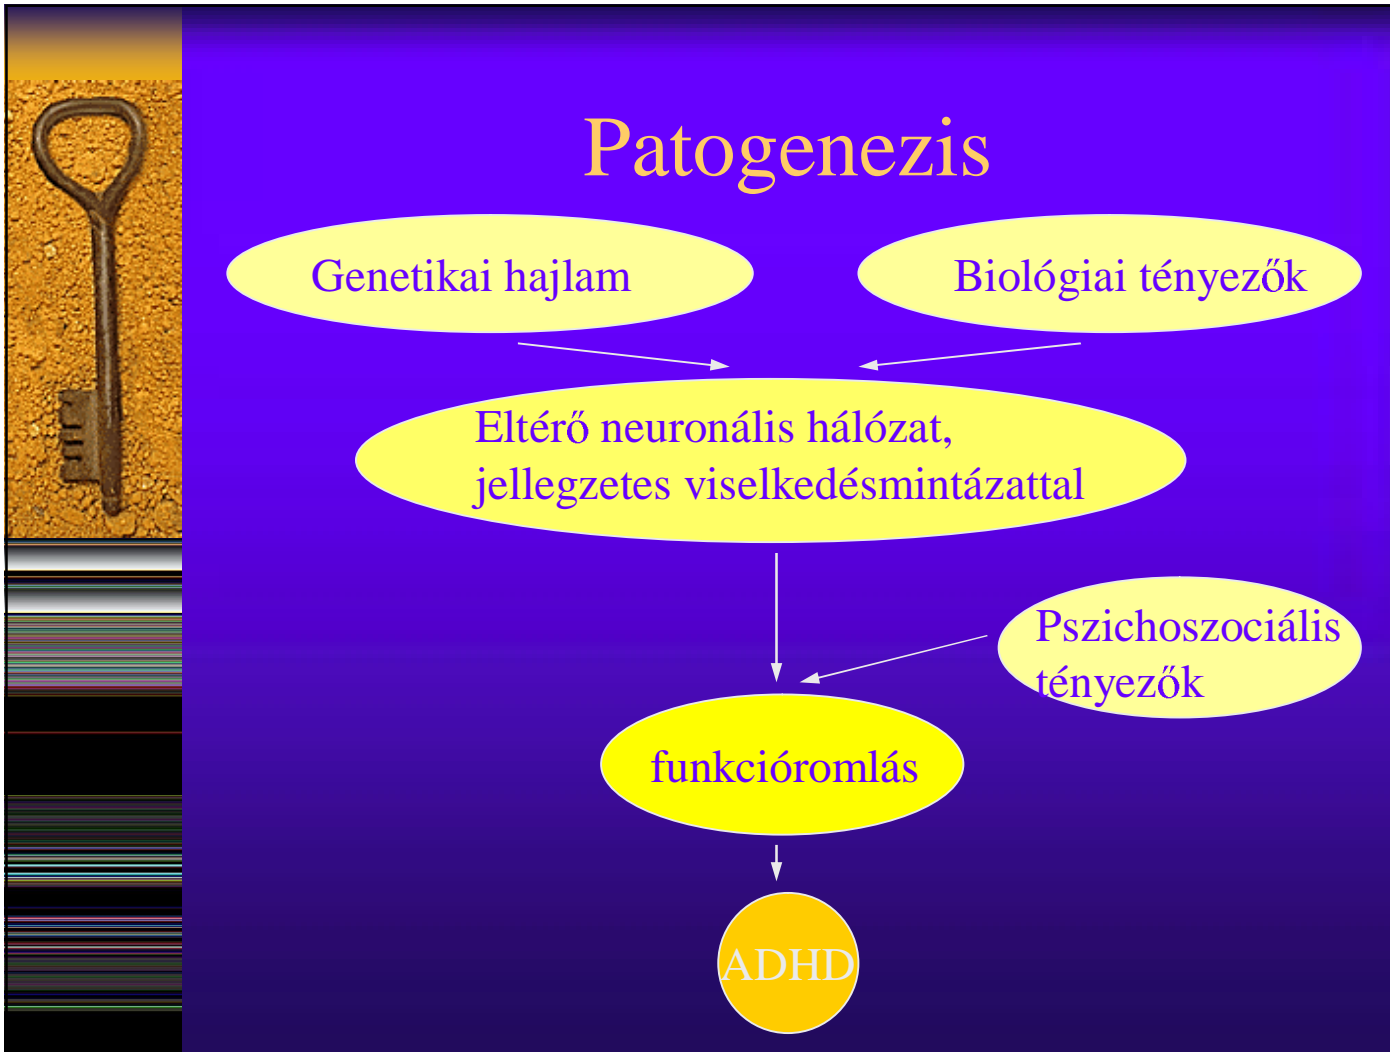 Patogenezis
Genetikai hajlam
Biológiai tényezők
Eltérő neuronális hálózat,
jellegzetes viselkedésmintázattal
Pszichoszociális
tényezők
funkcióromlás
ADHD